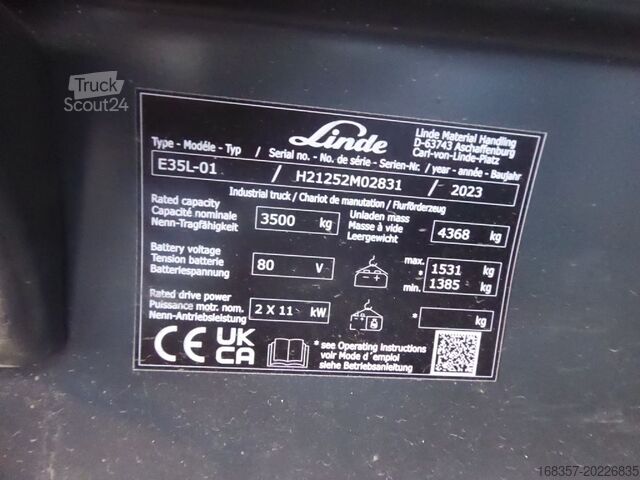 Truck
Scout24
Linde
Linde Material Handling
D-63743 Aschaffenburg
Carl-von-Linde-Platz
Type - Modéle - Typ / Serial no. - No. de série - Serien-Nr. / year - année - Baujahr
E35L-01 / H21252M02831 / 2023
Industrial truck / Chariot de manutation / Flurförderzeug
Rated capacity
Capacité nominale
Nenn-Tragfähigkeit
3500 kg
Unladen mass
Masse à vide
Leergewicht
4368 kg
Battery voltage
Tension batterie
Batteriespannung
80 V
max. 1531 kg
*
min. 1385 kg
Rated drive power
Puissance motr. nom.
Nenn-Antriebsleistung
2 X 11 kW
* kg
CE UK
CA
* see Operating Instructions
voir Mode d´emploi
siehe Betriebsanleitung
168357-20226835